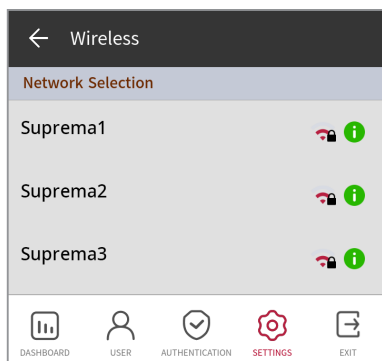 Wireless
Network Selection
Suprema1
Suprema2
Suprema3
DASHBOARD USER AUTHENTICATION SETTINGS EXIT